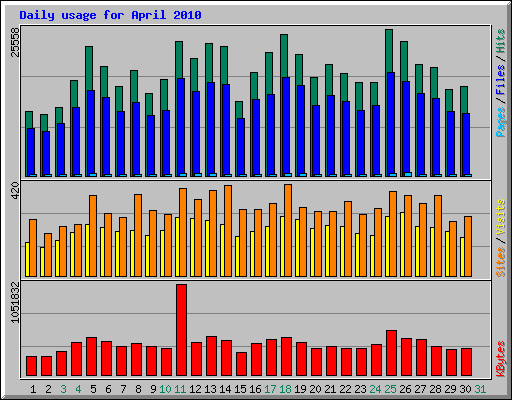 Daily usage for April 2010
25558
Pages / Files / Hits
420
Sites / Visits
1051832
KBytes
1 2 3 4 5 6 7 8 9 10 11 12 13 14 15 16 17 18 19 20 21 22 23 24 25 26 27 28 29 30 31